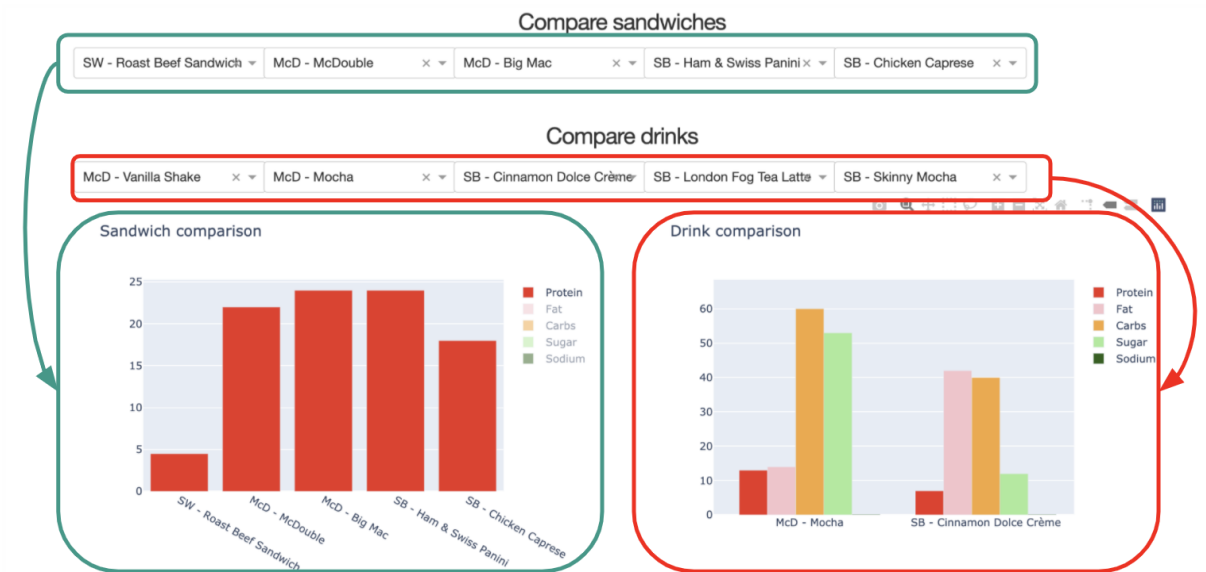 Compare sandwiches
SW - Roast Beef Sandwich McD - McDouble × McD - Big Mac × SB - Ham & Swiss Panini × SB - Chicken Caprese ×
Compare drinks
McD - Vanilla Shake × McD - Mocha × SB - Cinnamon Dolce Crème SB - London Fog Tea Latte SB - Skinny Mocha ×
Sandwich comparison
25
20
15
10
5
0
SW - Roast Beef Sandwich
McD - McDouble
McD - Big Mac
SB - Ham & Swiss Panini
SB - Chicken Caprese
Protein
Fat
Carbs
Sugar
Sodium
Drink comparison
60
50
40
30
20
10
0
McD - Mocha
SB - Cinnamon Dolce Crème
Protein
Fat
Carbs
Sugar
Sodium